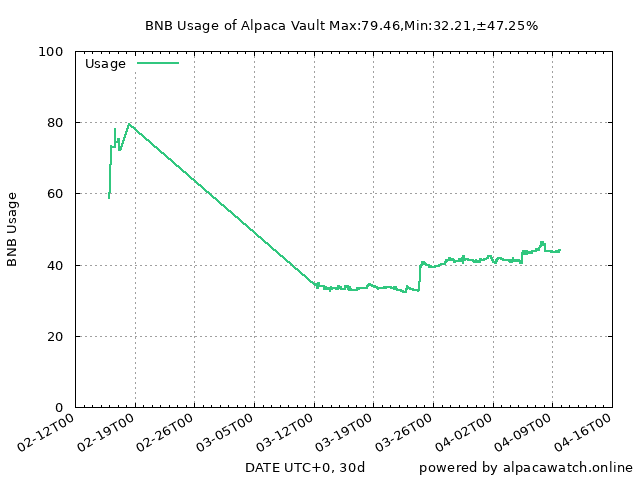 BNB Usage of Alpaca Vault Max:79.46,Min:32.21,±47.25%
Usage
BNB Usage
100
80
60
40
20
0
02-12T00 02-19T00 02-26T00 03-05T00 03-12T00 03-19T00 03-26T00 04-02T00 04-09T00 04-16T00
DATE UTC+0, 30d
powered by alpacawatch.online